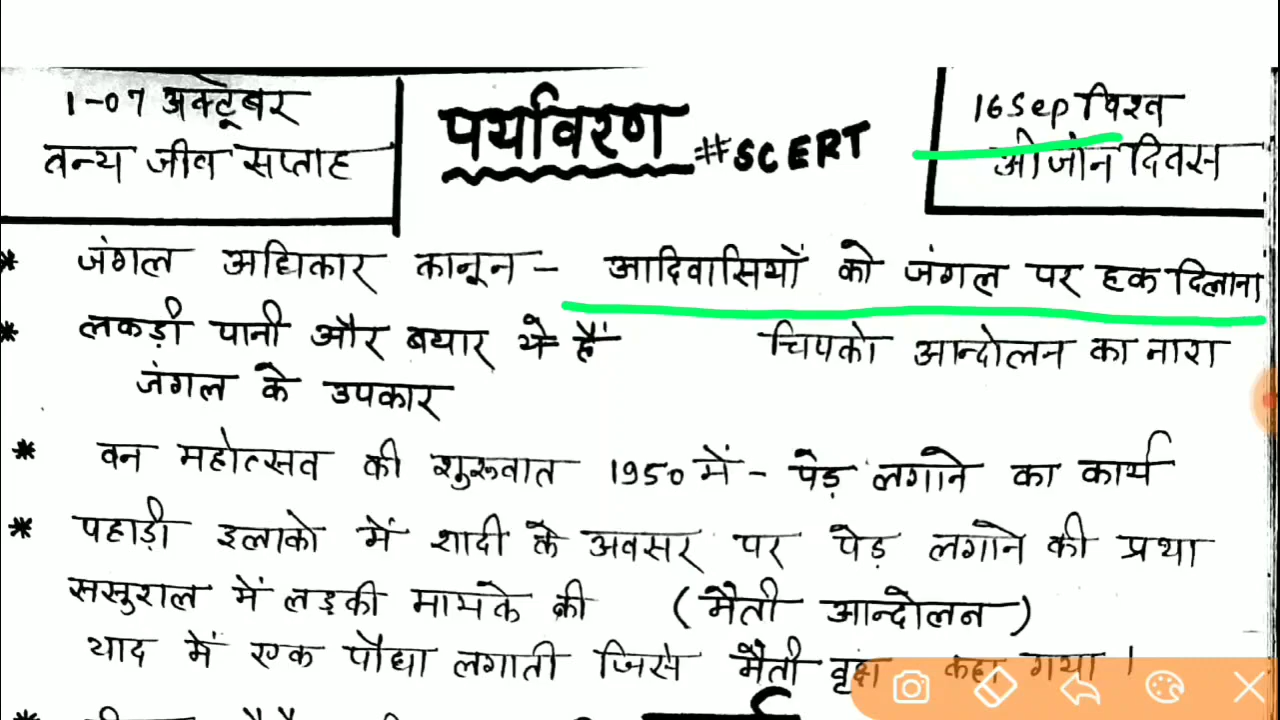 1-07 अक्टूबर
वन्य जीव सप्ताह
पर्यावरण #SCERT
16 Sep विश्व
ओजोन दिवस
* जंगल अधिकार कानून - आदिवासियों को जंगल पर हक दिलाना
* लकड़ी पानी और बयार ये हैं चिपको आन्दोलन का नारा
जंगल के उपकार
* वन महोत्सव की शुरूवात 1950 में - पेड़ लगाने का कार्य
* पहाड़ी इलाको में शादी के अवसर पर पेड़ लगाने की प्रथा
ससुराल में लड़की मायके की (मैती आन्दोलन)
याद में एक पौधा लगाती जिसे मैती वृक्ष कहा गया ।
*